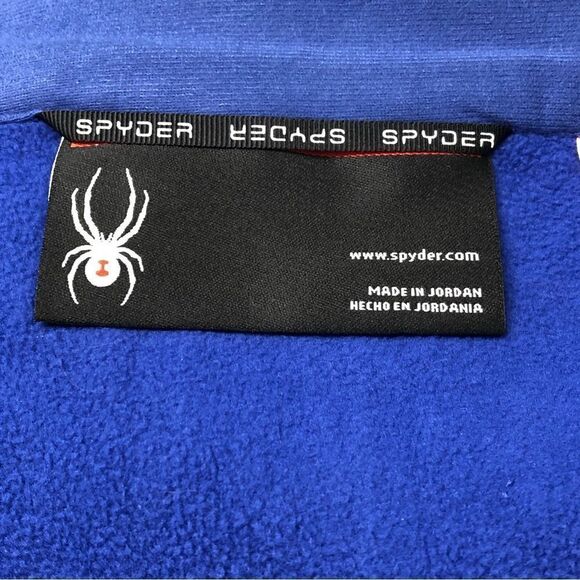 SPYDER SPYDER SPYDER
www.spyder.com
MADE IN JORDAN
HECHO EN JORDANIA